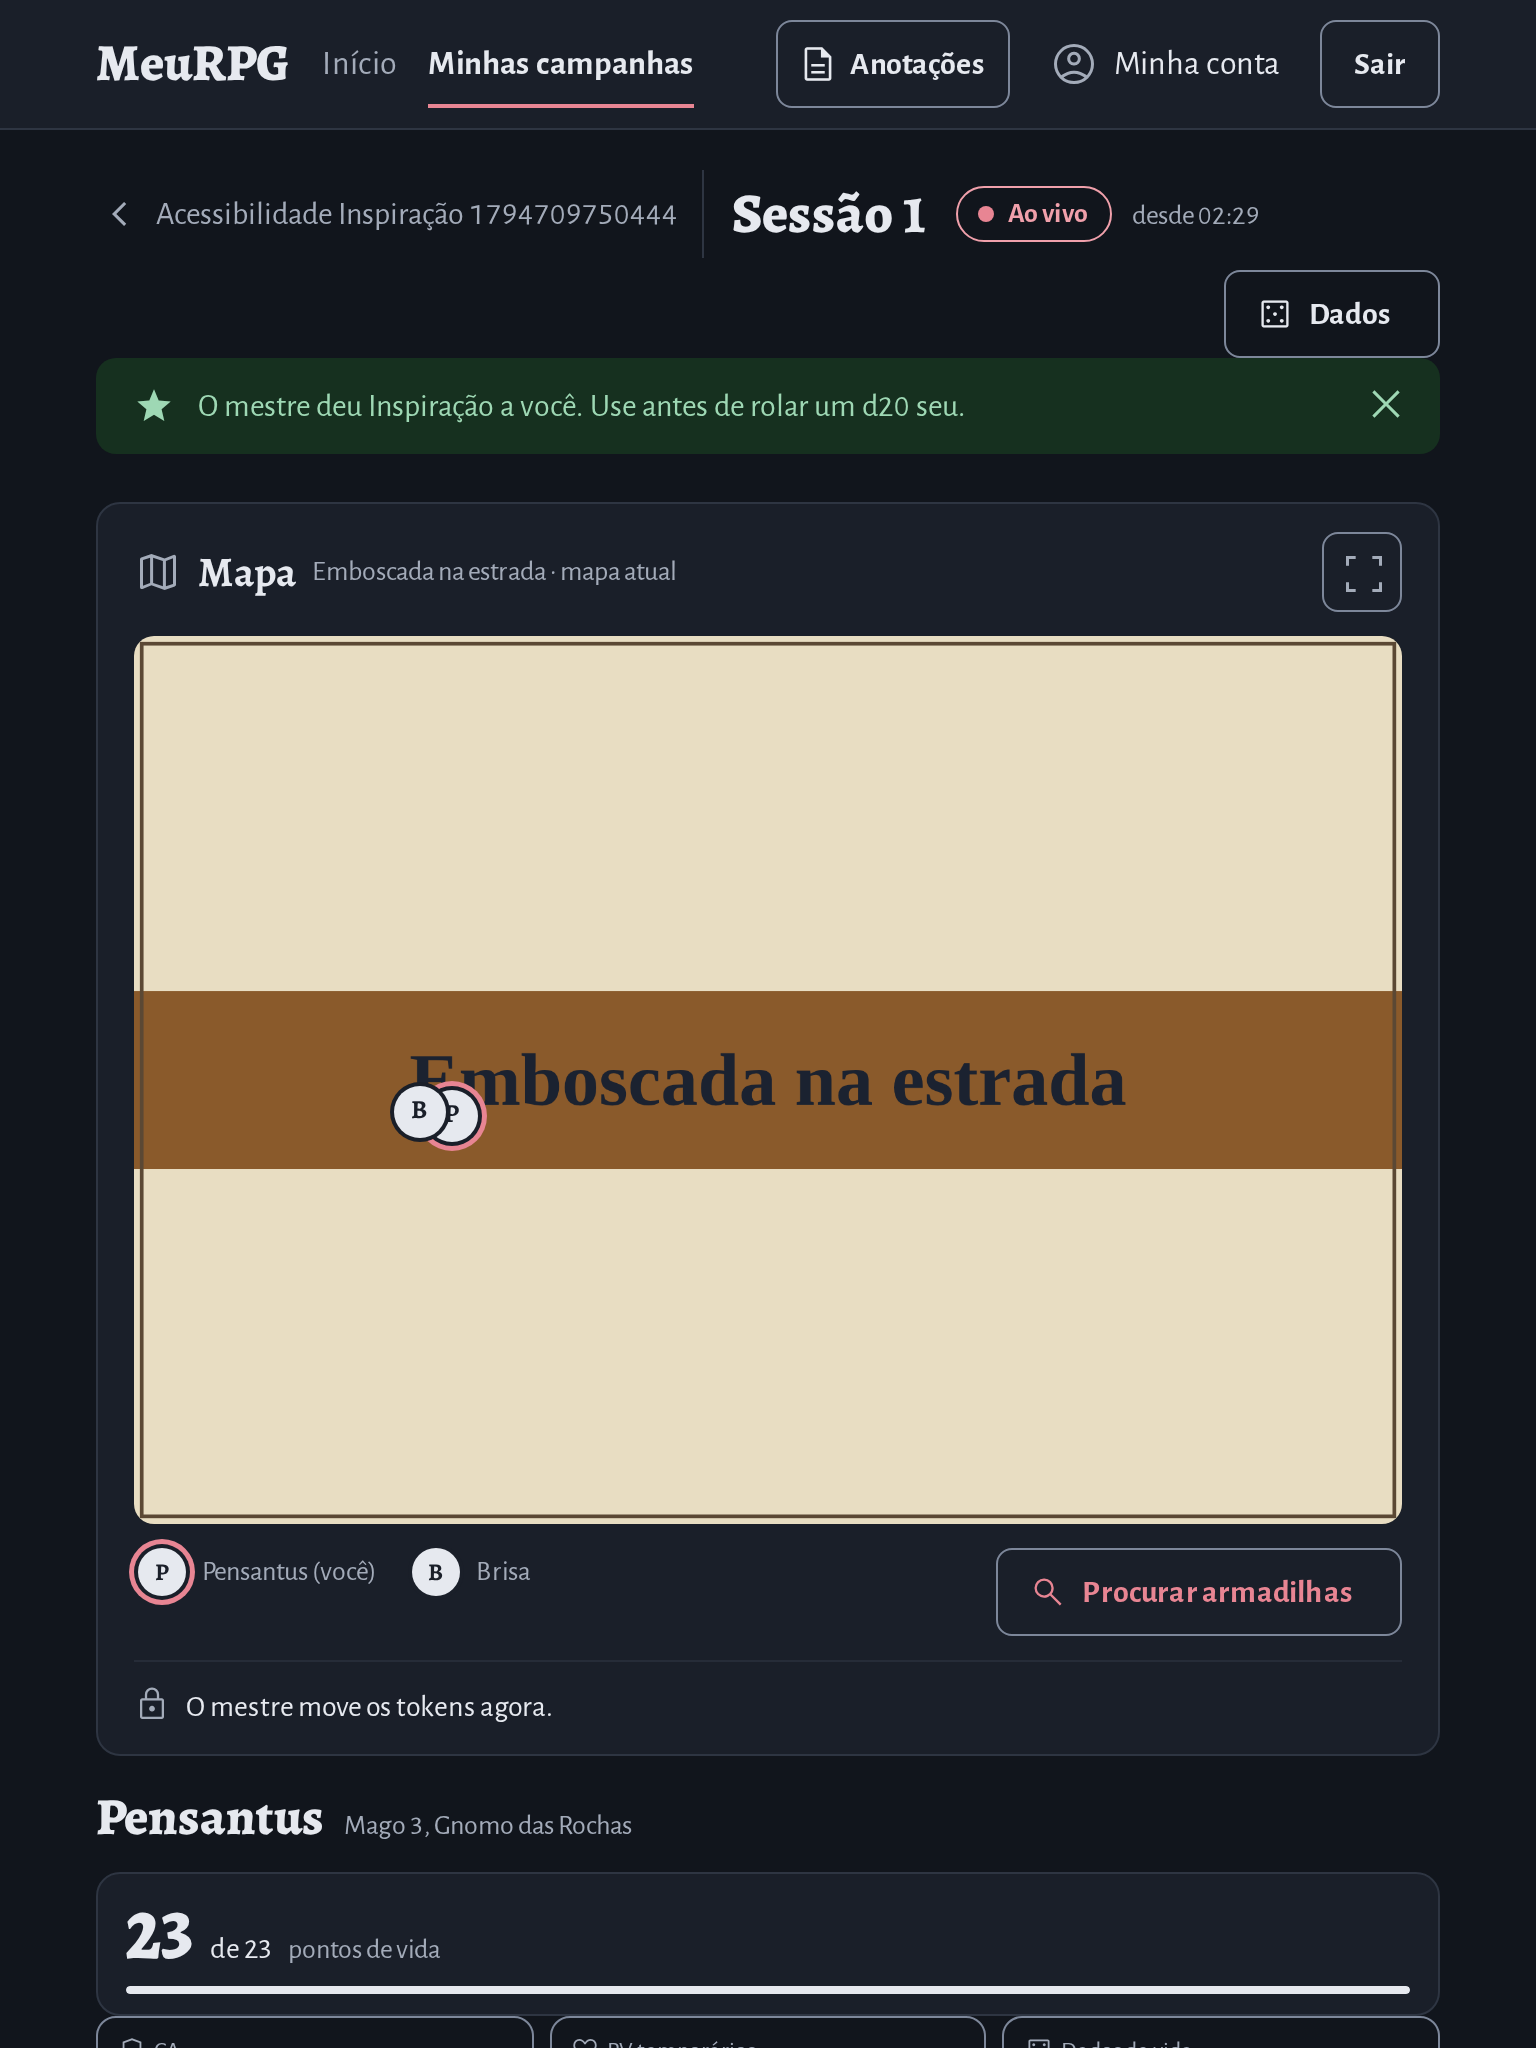 MeuRPG Início Minhas campanhas Anotações Minha conta Sair
Acessibilidade Inspiração 1794709750444 Sessão 1 Ao vivo desde 02:29
Dados
O mestre deu Inspiração a você. Use antes de rolar um d20 seu.
Mapa Emboscada na estrada · mapa atual
Emboscada na estrada
B P
P Pensantus (você) B Brisa Procurar armadilhas
O mestre move os tokens agora.
Pensantus Mago 3, Gnomo das Rochas
23 de 23 pontos de vida